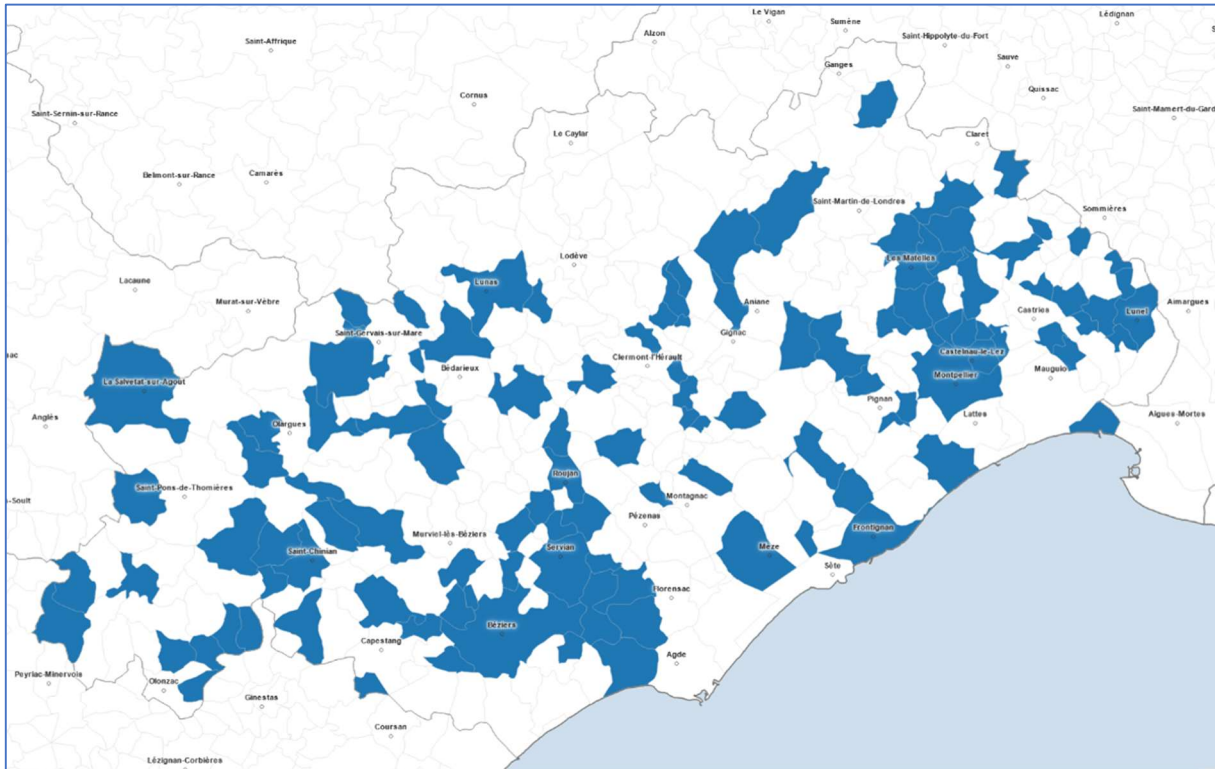 Le Vigan
Sumène
Lédignan
Saint-Affrique
Alzon
Saint-Hippolyte-du-Fort
Ganges
Sauve
Cornus
Quissac
Saint-Sernin-sur-Rance
Saint-Mamert-du-Gard
Le Caylar
Claret
Belmont-sur-Rance
Camarès
Saint-Martin-de-Londres
Sommières
Lodève
Les Matelles
Lacaune
Lunas
Murat-sur-Vèbre
Aniane
Aimargues
Castries
Lunel
Saint-Gervais-sur-Mare
Gignac
Castelnau-le-Lez
Clermont-l'Hérault
Bédarieux
Mauguio
Montpellier
La Salvetat-sur-Agout
Pignan
Anglès
Lattes
Aigues-Mortes
Olargues
Roujan
Saint-Pons-de-Thomières
Montagnac
Pézenas
Frontignan
Murviel-lès-Béziers
Servian
Mèze
Saint-Chinian
Sète
Florensac
Béziers
Capestang
Agde
Peyriac-Minervois
Olonzac
Ginestas
Coursan
Lézignan-Corbières